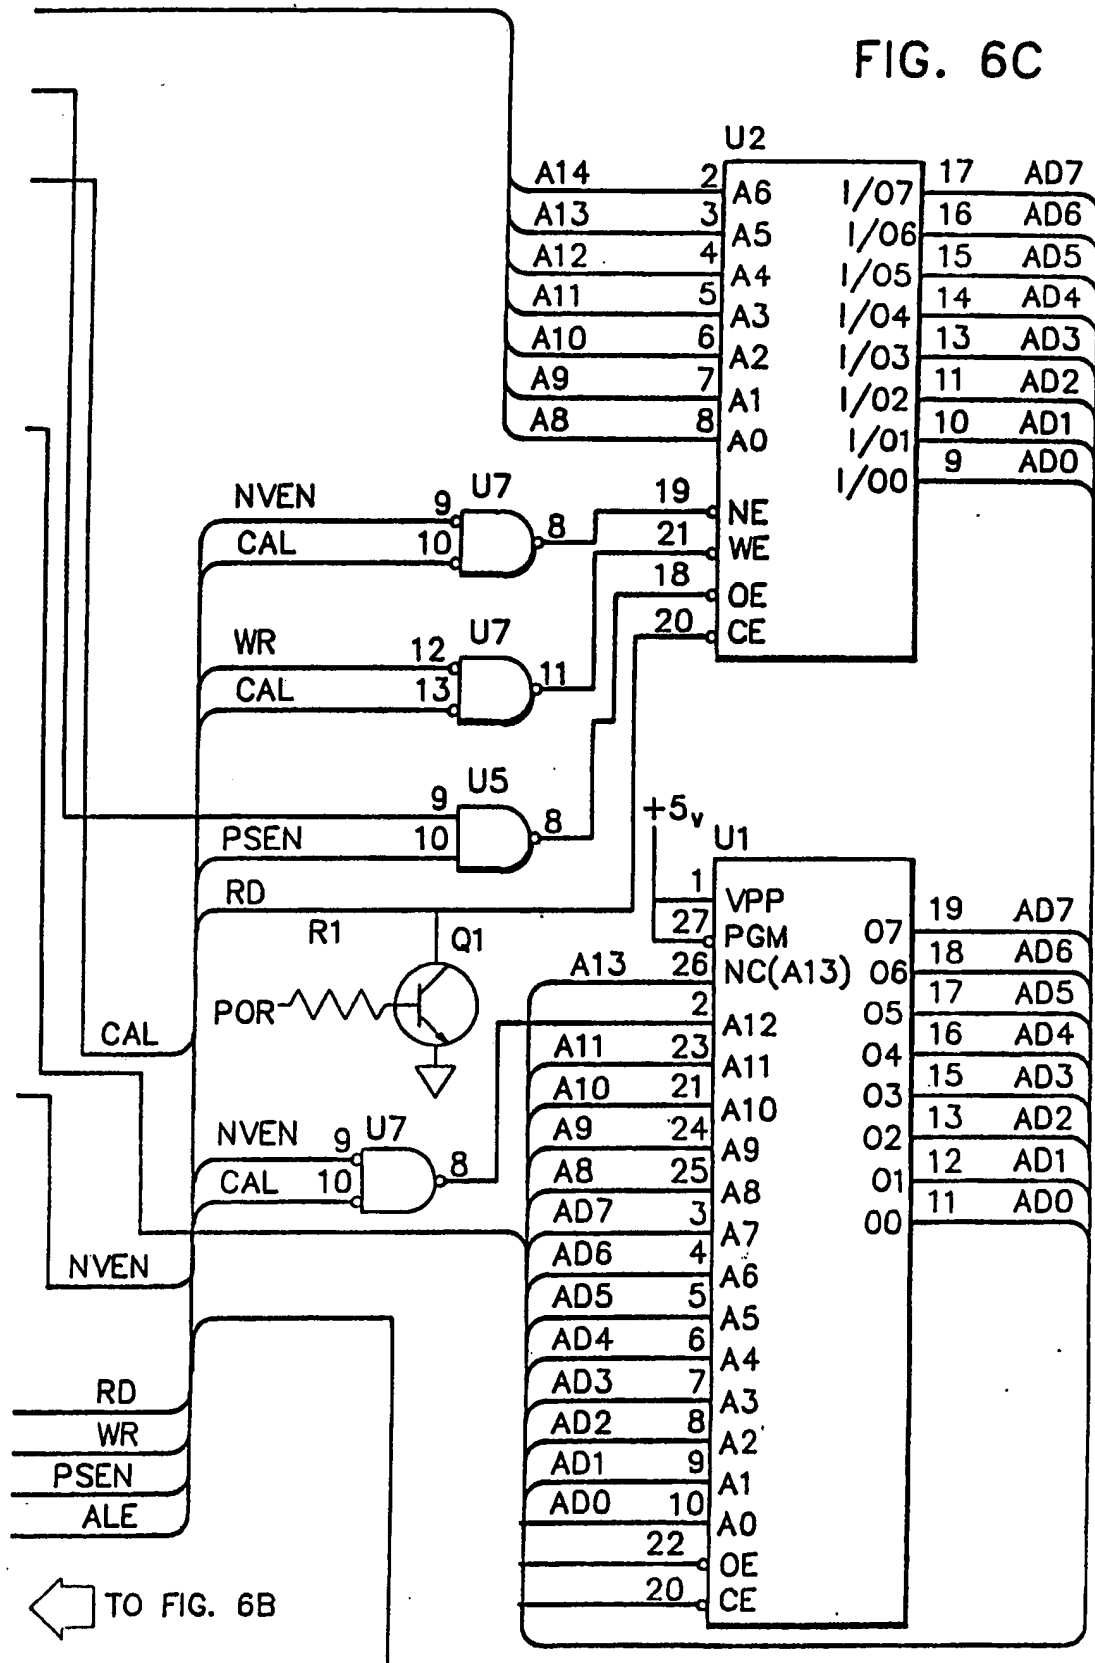 FIG. 6C
U2
A14 2 A6 I/O7 17 AD7
A13 3 A5 I/O6 16 AD6
A12 4 A4 I/O5 15 AD5
A11 5 A3 I/O4 14 AD4
A10 6 A2 I/O3 13 AD3
A9 7 A1 I/O2 11 AD2
A8 8 A0 I/O1 10 AD1
I/O0 9 AD0
NVEN 9 U7 8 19 NE
CAL 10 21 WE
18 OE
20 CE
WR 12 U7 11
CAL 13
U5
9 8
PSEN 10
RD
+5v
U1
1 VPP
27 PGM O7 19 AD7
A13 26 NC(A13) O6 18 AD6
2 A12 O5 17 AD5
A11 23 A11 O4 16 AD4
A10 21 A10 O3 15 AD3
A9 24 A9 O2 13 AD2
A8 25 A8 O1 12 AD1
AD7 3 A7 O0 11 AD0
AD6 4 A6
AD5 5 A5
AD4 6 A4
AD3 7 A3
AD2 8 A2
AD1 9 A1
AD0 10 A0
22 OE
20 CE
R1 Q1
POR
CAL
NVEN 9 U7 8
CAL 10
NVEN
RD
WR
PSEN
ALE
TO FIG. 6B